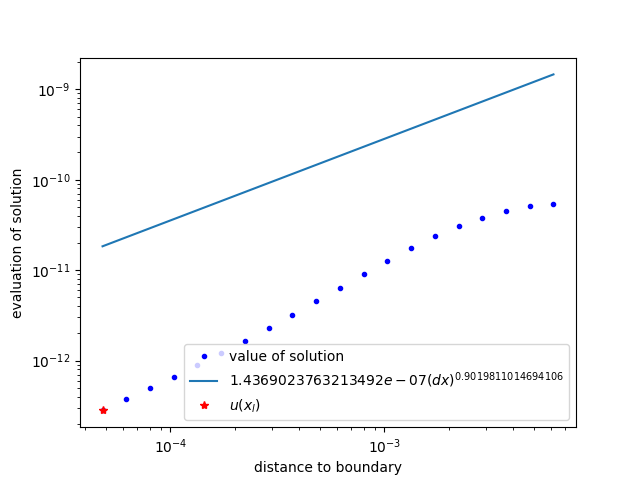 10⁻⁹
10⁻¹⁰
10⁻¹¹
10⁻¹²
evaluation of solution
value of solution
1.4369023763213492e − 07(dx)^0.9019811014694106
u(x_l)
10⁻⁴ 10⁻³
distance to boundary